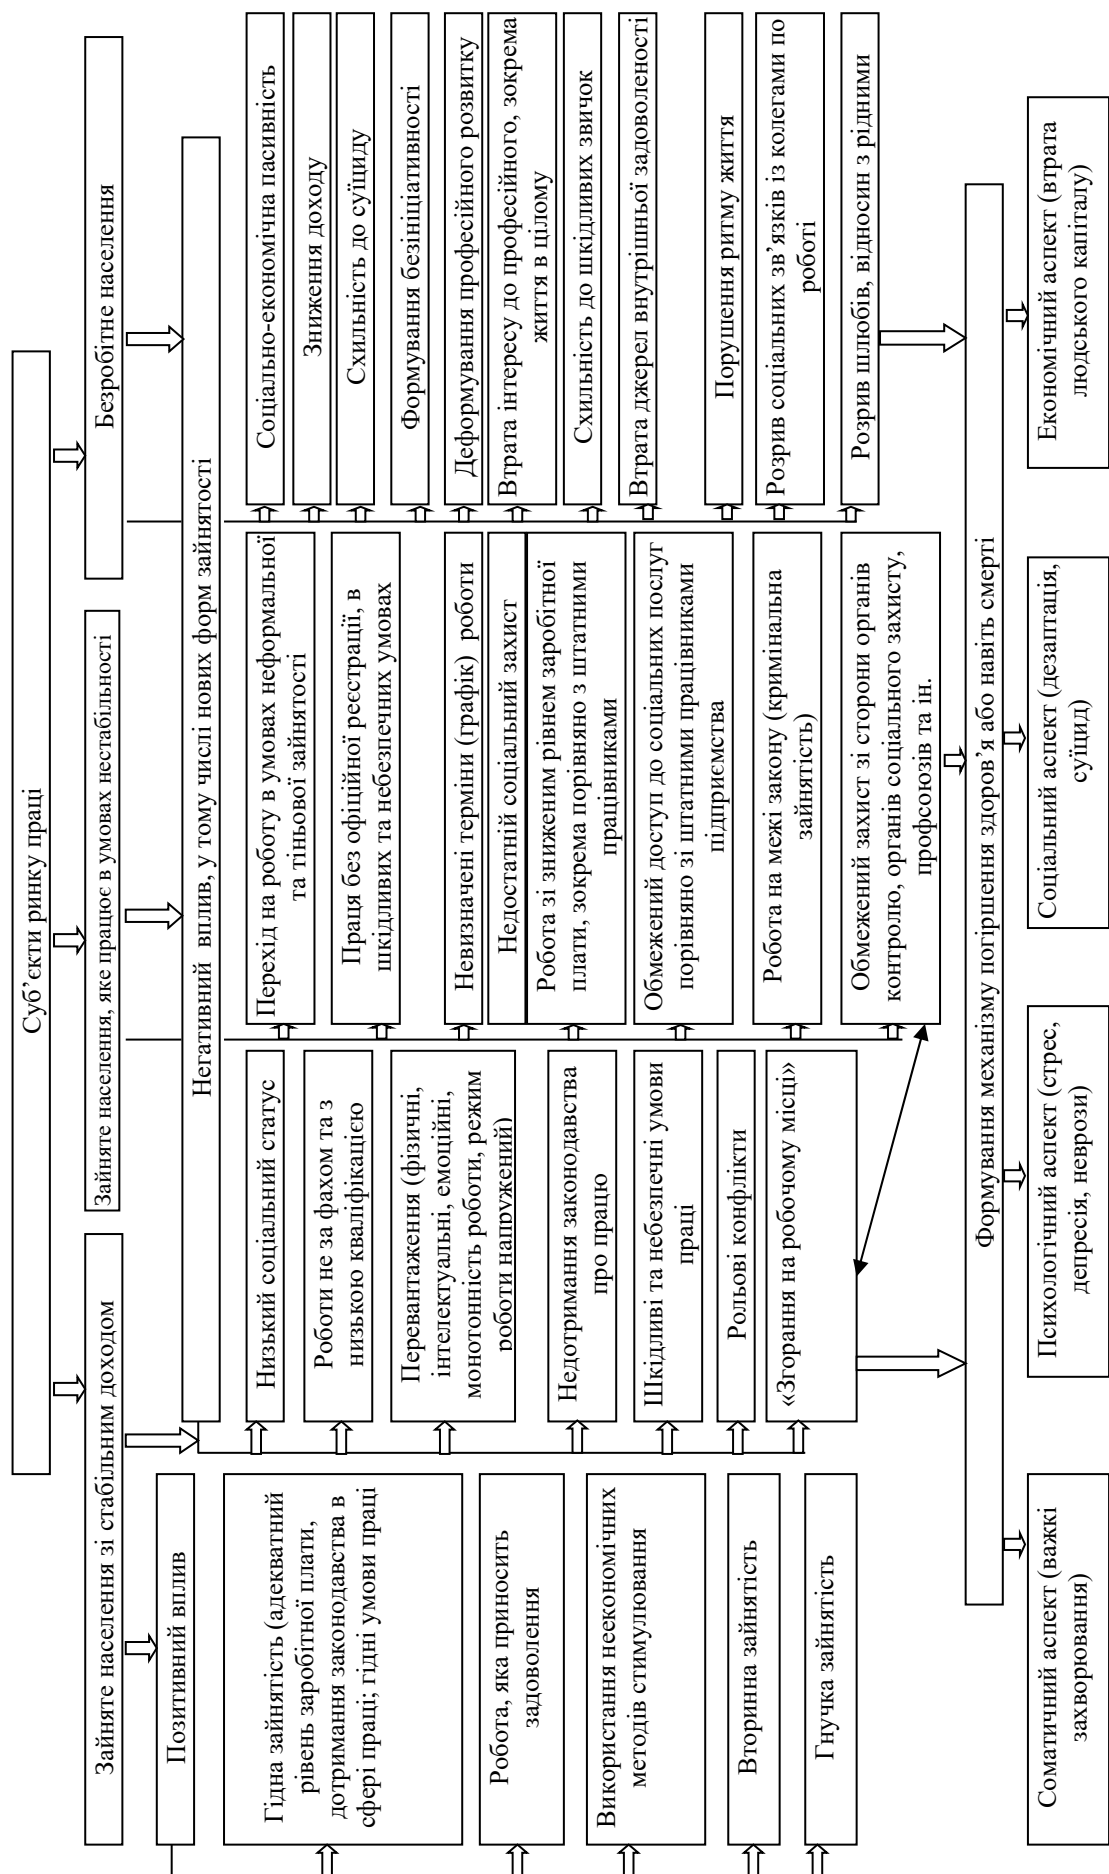 Суб’єкти ринку праці
Зайняте населення зі стабільним доходом
Зайняте населення, яке працює в умовах нестабільності
Безробітне населення
Позитивний вплив
Негативний вплив, у тому числі нових форм зайнятості
Гідна зайнятість (адекватний
рівень заробітної плати,
дотримання законодавства в
сфері праці; гідні умови праці
Робота, яка приносить
задоволення
Використання неекономічних
методів стимулювання
Вторинна зайнятість
Гнучка зайнятість
Низький соціальний статус
Роботи не за фахом та з
низькою кваліфікацією
Перевантаження (фізичні,
інтелектуальні, емоційні,
монотонність роботи, режим
роботи напружений)
Недотримання законодавства
про працю
Шкідливі та небезпечні умови
праці
Рольові конфлікти
«Згорання на робочому місці»
Перехід на роботу в умовах неформальної
та тіньової зайнятості
Праця без офіційної реєстрації, в
шкідливих та небезпечних умовах
Невизначені терміни (графік) роботи
Недостатній соціальний захист
Робота зі зниженим рівнем заробітної
плати, зокрема порівняно з штатними
працівниками
Обмежений доступ до соціальних послуг
порівняно зі штатними працівниками
підприємства
Робота на межі закону (кримінальна
зайнятість)
Обмежений захист зі сторони органів
контролю, органів соціального захисту,
профсоюзів та ін.
Соціально-економічна пасивність
Зниження доходу
Схильність до суїциду
Формування безініціативності
Деформування професійного розвитку
Втрата інтересу до професійного, зокрема
життя в цілому
Схильність до шкідливих звичок
Втрата джерел внутрішньої задоволеності
Порушення ритму життя
Розрив соціальних зв’язків із колегами по
роботі
Розрив шлюбів, відносин з рідними
Формування механізму погіршення здоров’я або навіть смерті
Соматичний аспект (важкі
захворювання)
Психологічний аспект (стрес,
депресія, неврози)
Соціальний аспект (дезаптація,
суїцид)
Економічний аспект (втрата
людського капіталу)